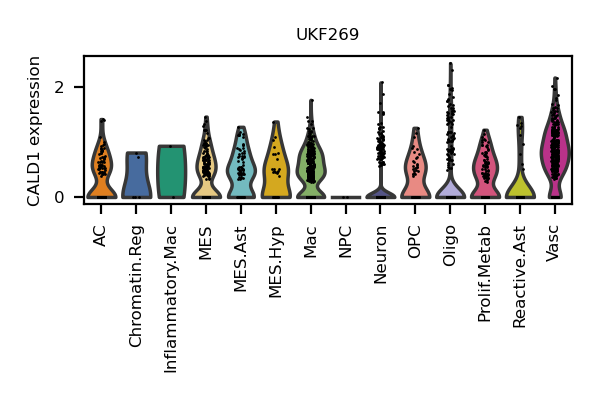 UKF269
CALD1 expression
2
0
AC
Chromatin.Reg
Inflammatory.Mac
MES
MES.Ast
MES.Hyp
Mac
NPC
Neuron
OPC
Oligo
Prolif.Metab
Reactive.Ast
Vasc